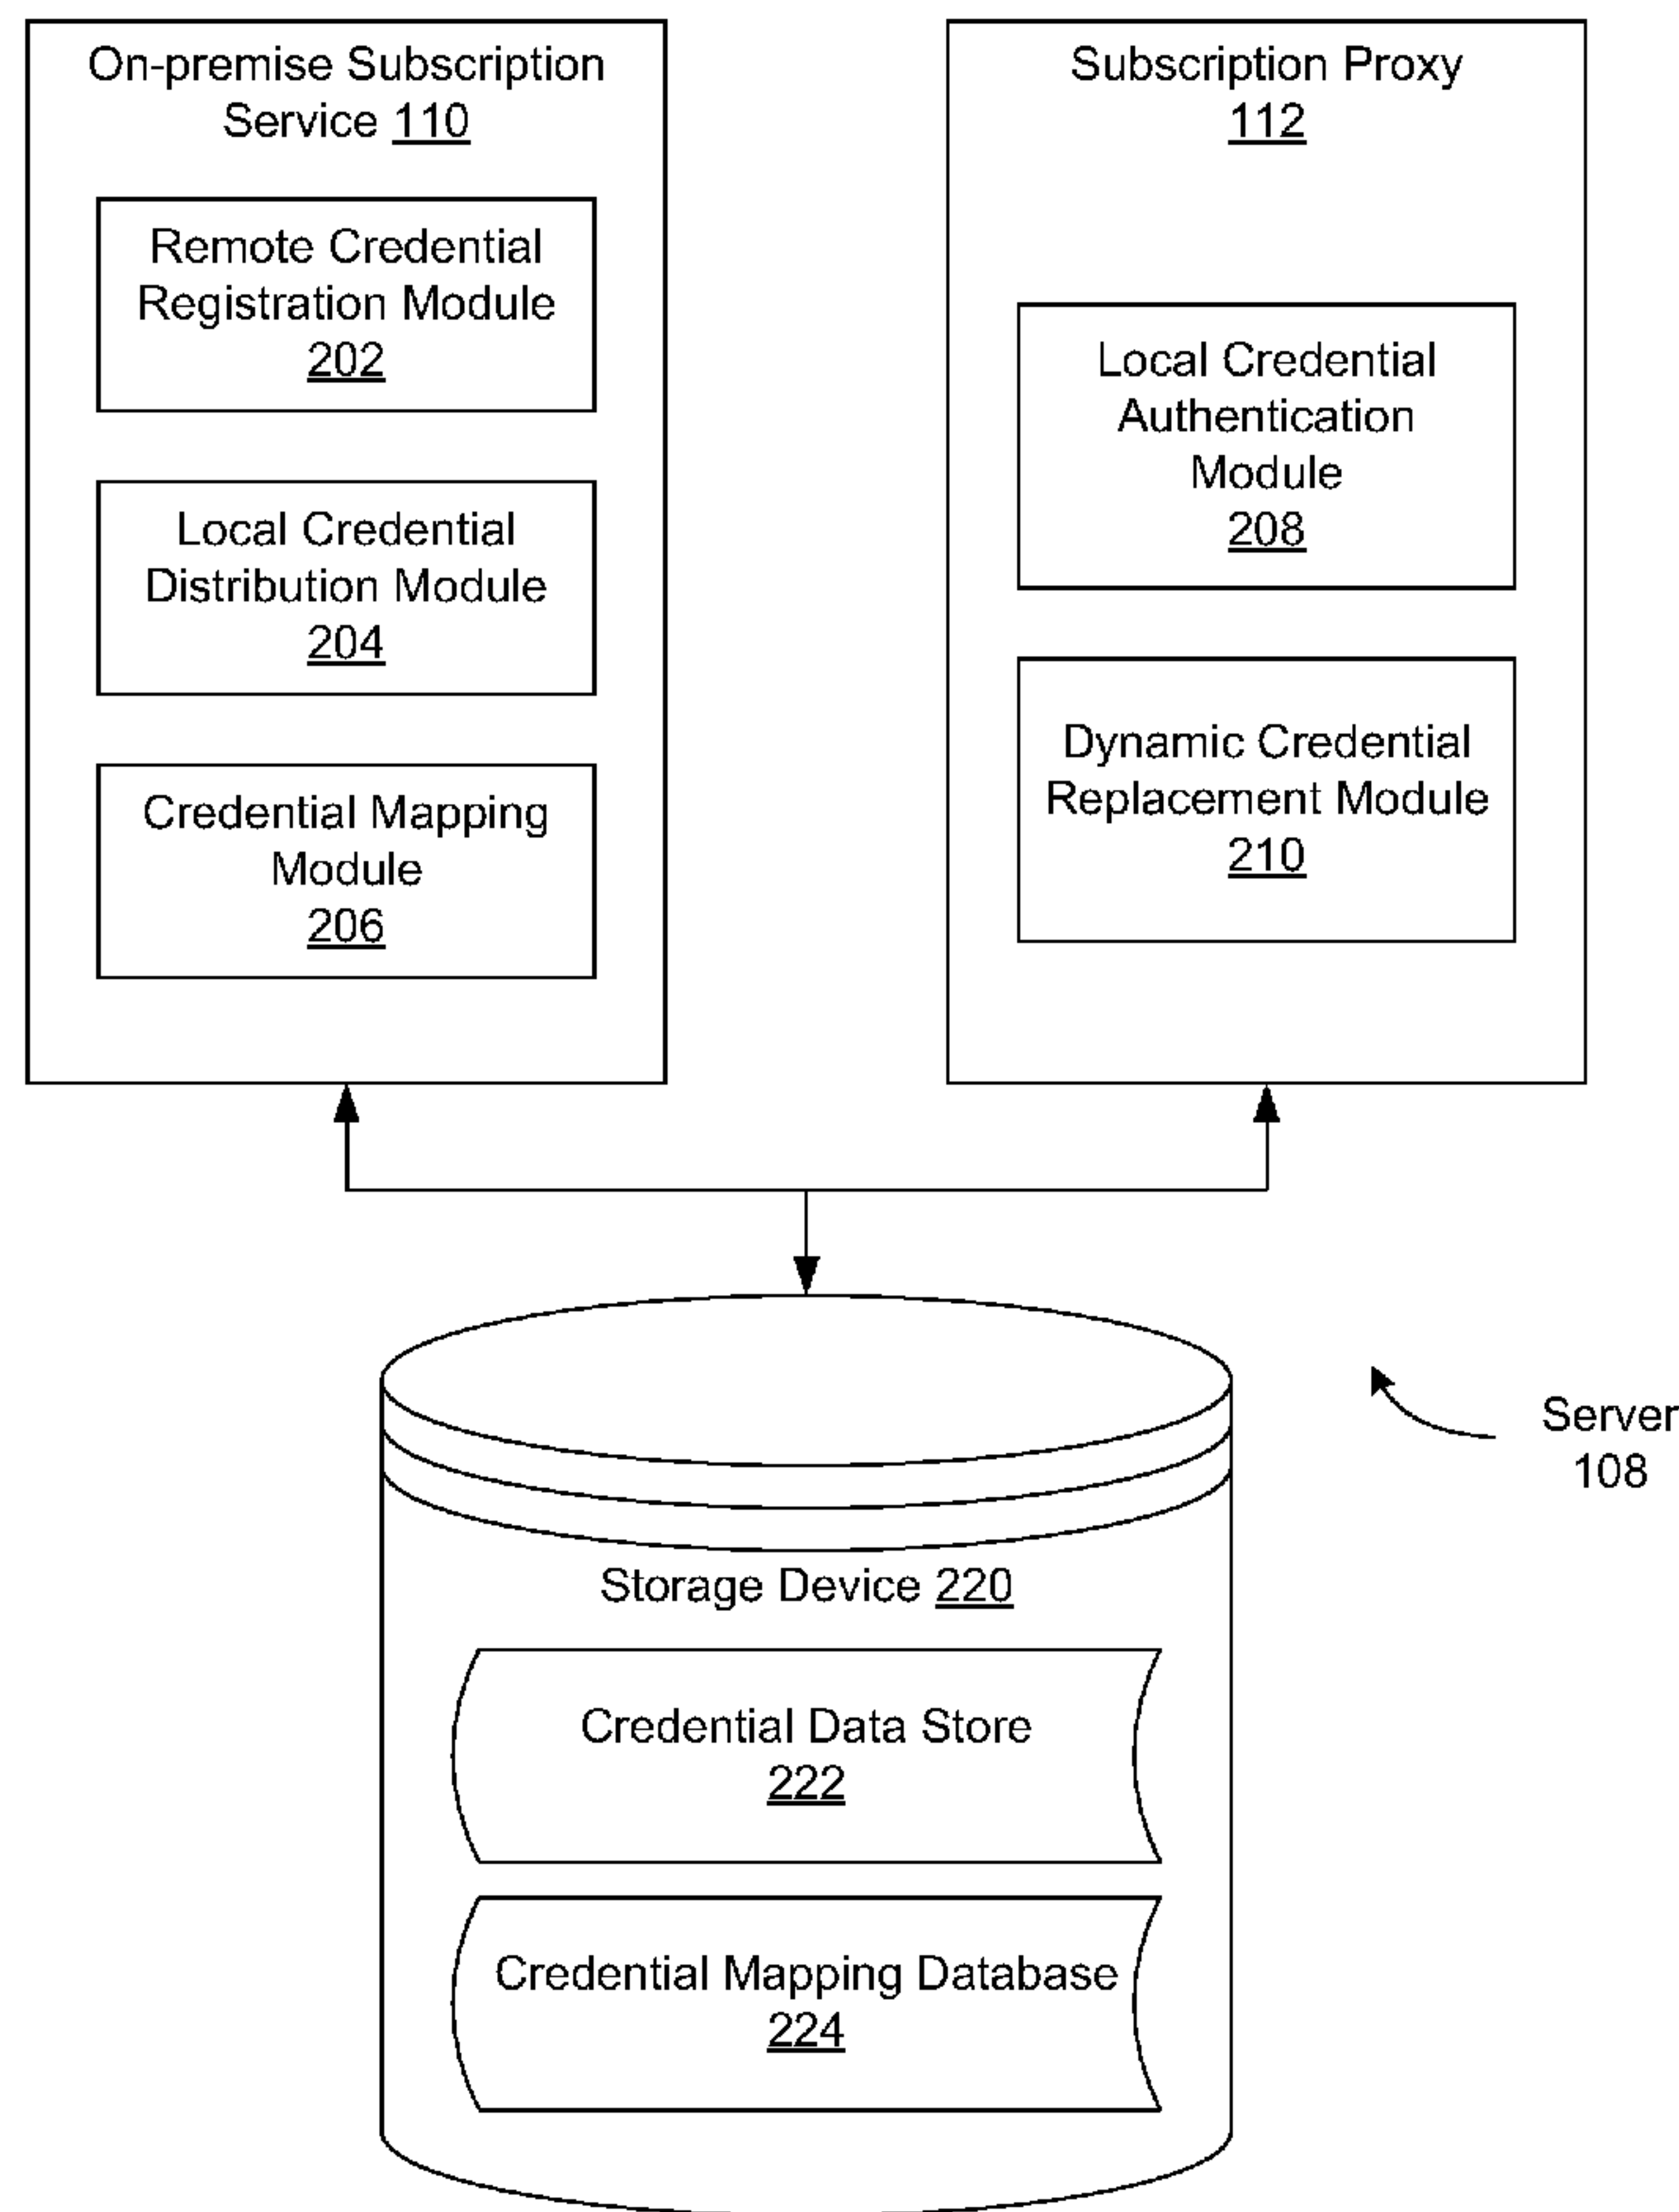 On-premise Subscription
Service 110
Remote Credential
Registration Module
202
Local Credential
Distribution Module
204
Credential Mapping
Module
206
Subscription Proxy
112
Local Credential
Authentication
Module
208
Dynamic Credential
Replacement Module
210
Server
108
Storage Device 220
Credential Data Store
222
Credential Mapping Database
224